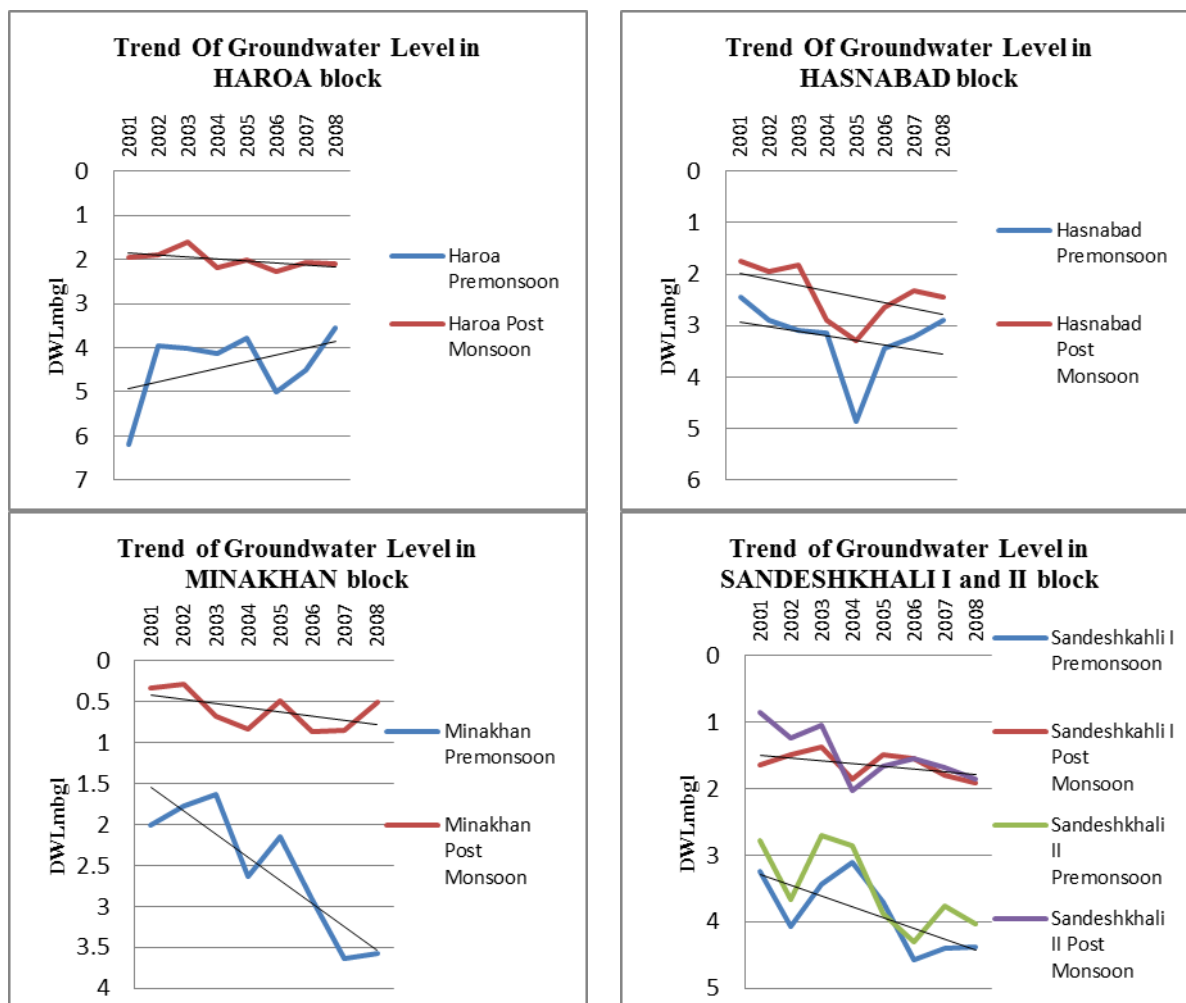 Trend Of Groundwater Level in
HAROA block
2001
2002
2003
2004
2005
2006
2007
2008
0
1
2
3
4
5
6
7
DWLmbgl
Haroa
Premonsoon
Haroa Post
Monsoon
Trend Of Groundwater Level in
HASNABAD block
2001
2002
2003
2004
2005
2006
2007
2008
0
1
2
3
4
5
6
DWLmbgl
Hasnabad
Premonsoon
Hasnabad
Post
Monsoon
Trend of Groundwater Level in
MINAKHAN block
2001
2002
2003
2004
2005
2006
2007
2008
0
0.5
1
1.5
2
2.5
3
3.5
4
DWLmbgl
Minakhan
Premonsoon
Minakhan
Post
Monsoon
Trend of Groundwater Level in
SANDESHKHALI I and II block
2001
2002
2003
2004
2005
2006
2007
2008
0
1
2
3
4
5
DWLmbgl
Sandeshkahli I
Premonsoon
Sandeshkahli I
Post
Monsoon
Sandeshkhali
II
Premonsoon
Sandeshkhali
II Post
Monsoon